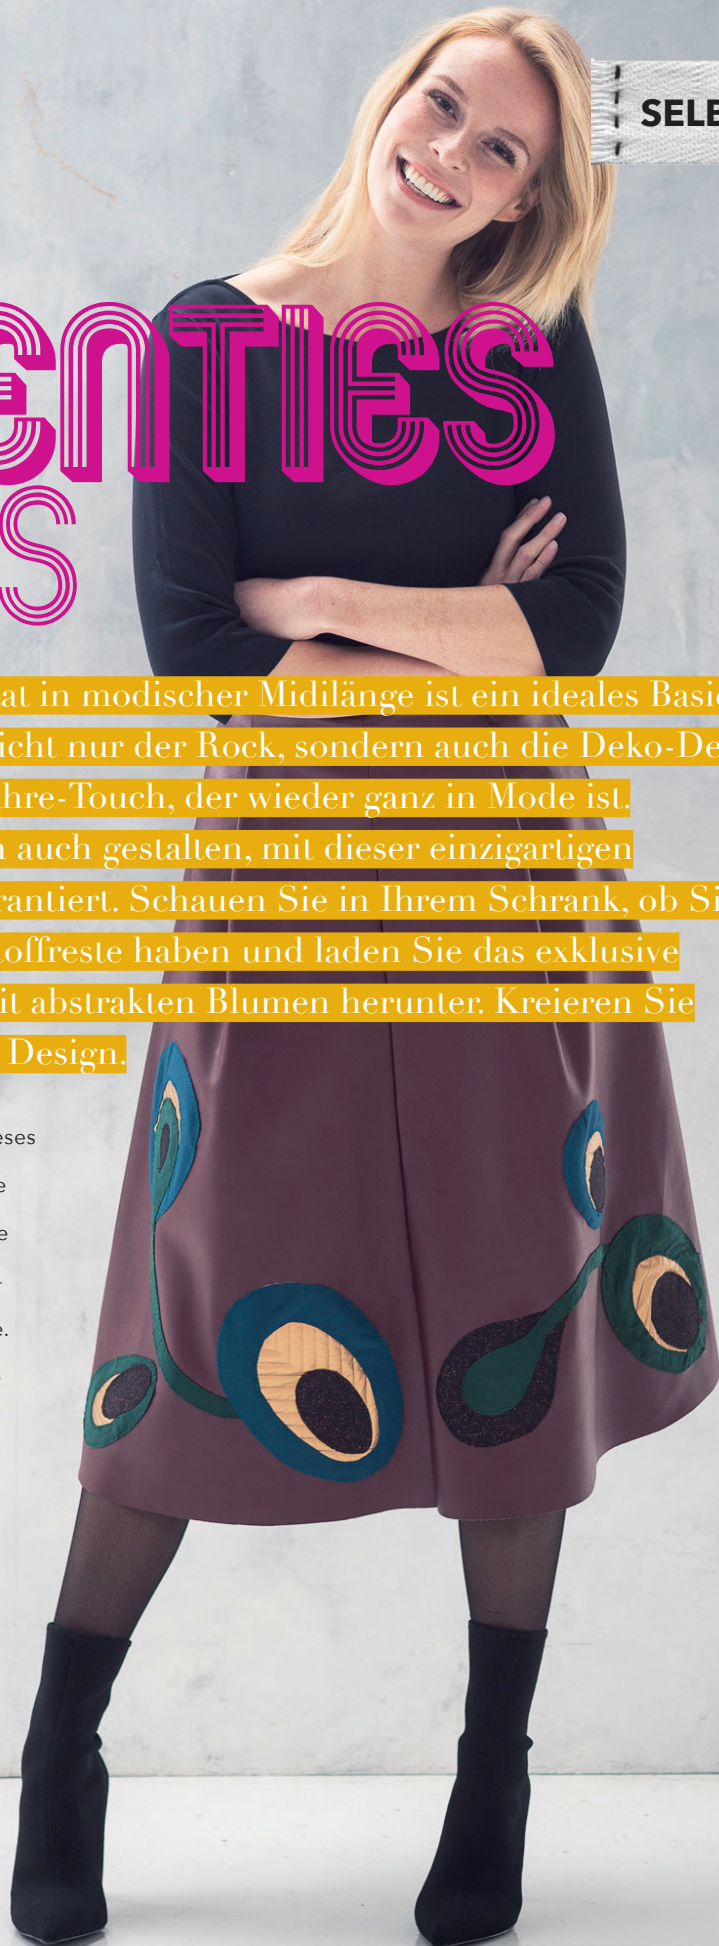 SELB
ENTIES
S
at in modischer Midilänge ist ein ideales Basic
icht nur der Rock, sondern auch die Deko-De
hre-Touch, der wieder ganz in Mode ist.
auch gestalten, mit dieser einzigartigen
rantiert. Schauen Sie in Ihrem Schrank, ob Si
toffreste haben und laden Sie das exklusive
it abstrakten Blumen herunter. Kreieren Sie
Design.
eses
e
e
e.